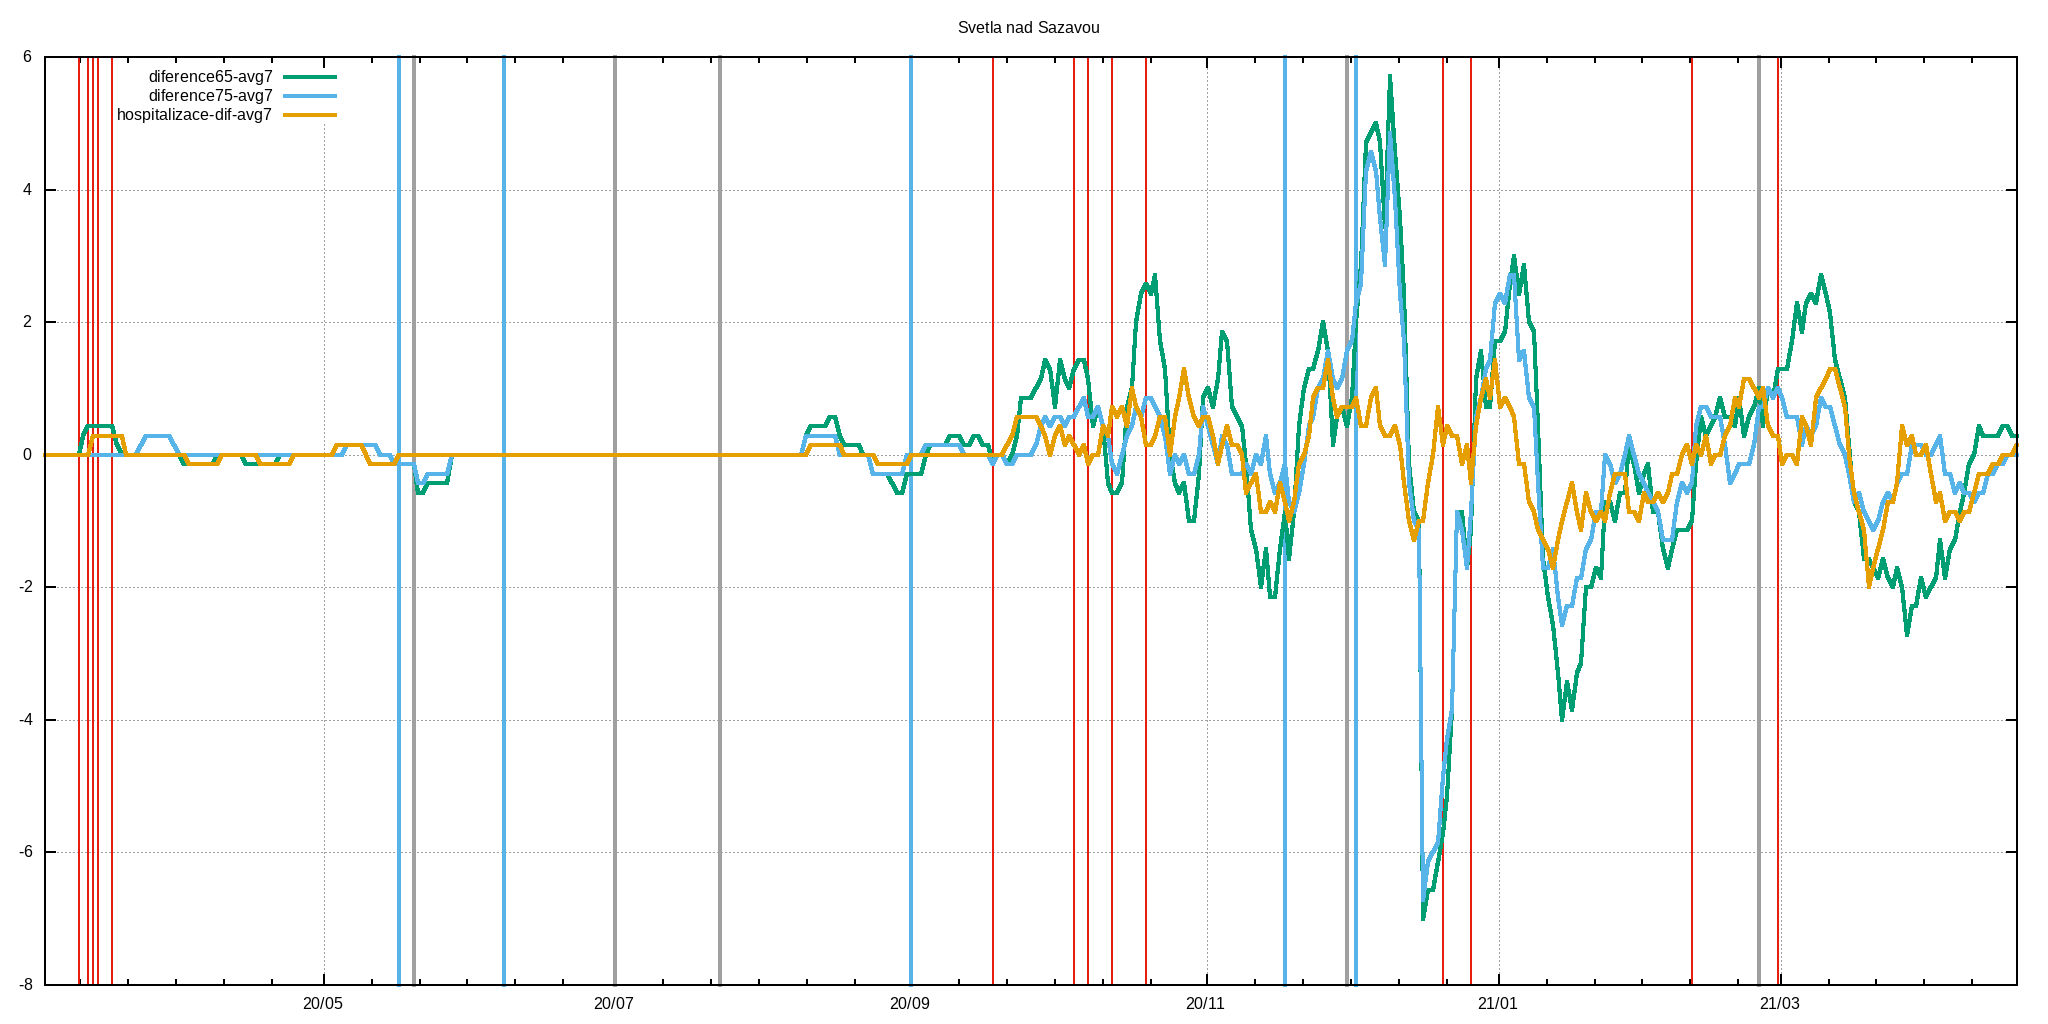 Svetla nad Sazavou
6
diference65-avg7
diference75-avg7
hospitalizace-dif-avg7
4
2
0
-2
-4
-6
-8
20/05 20/07 20/09 20/11 21/01 21/03